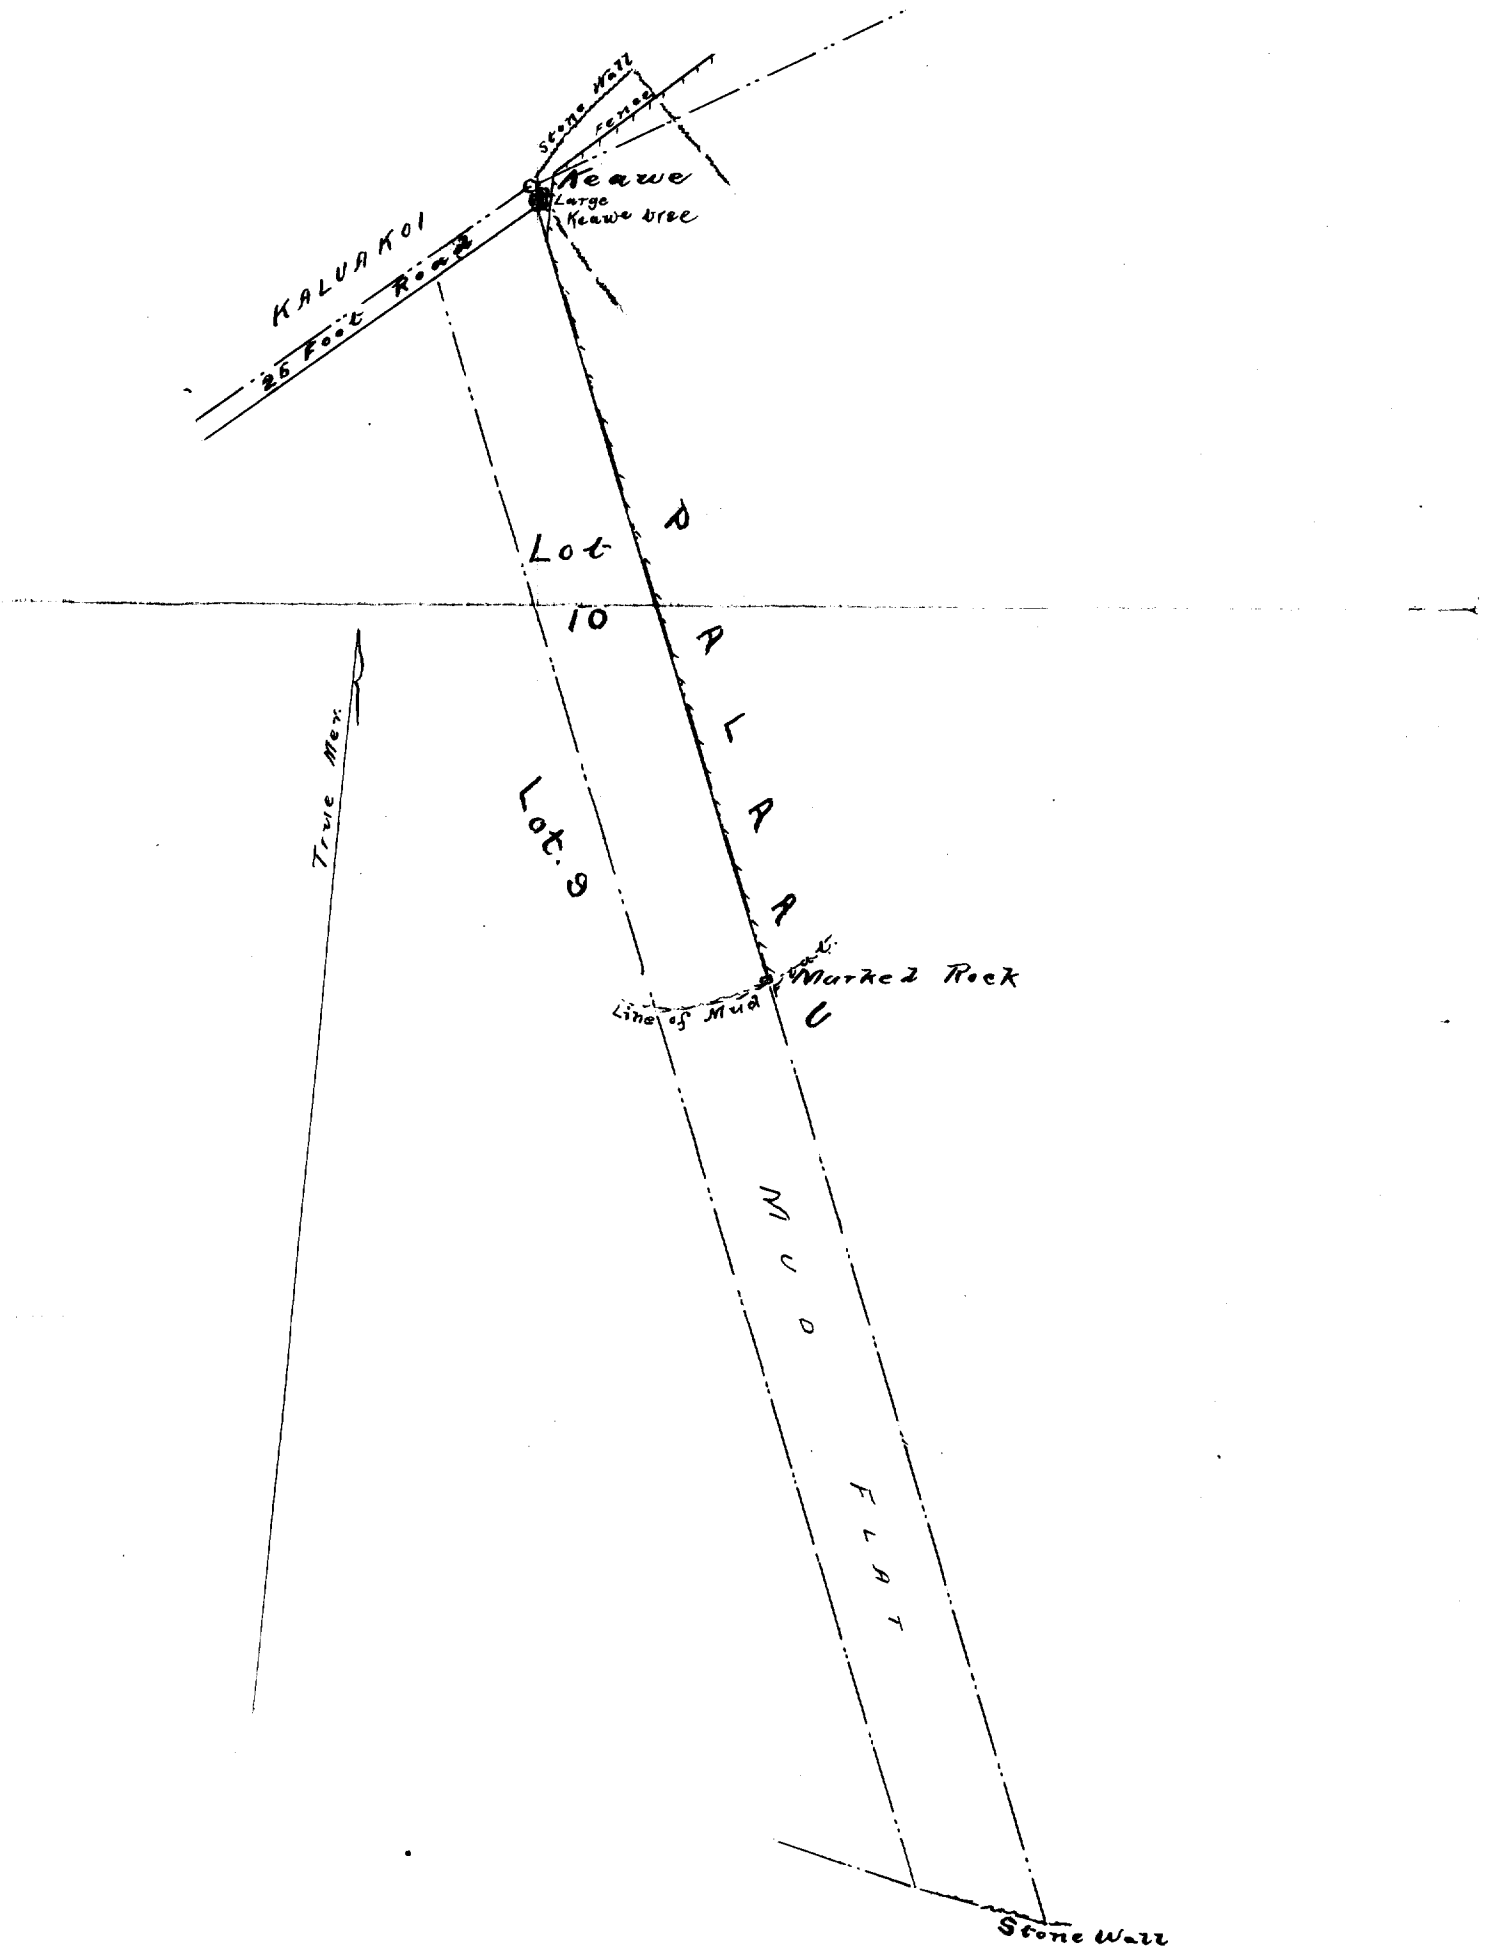 Stone Wall
Fence
Keawe
Large
Keawe tree
KALUAKOI
25 Foot Road
Lot
10
PALAAU
True Mer.
Lot. 9
Marked Rock
Line of Mud Flat
MUD FLAT
Stone Wall